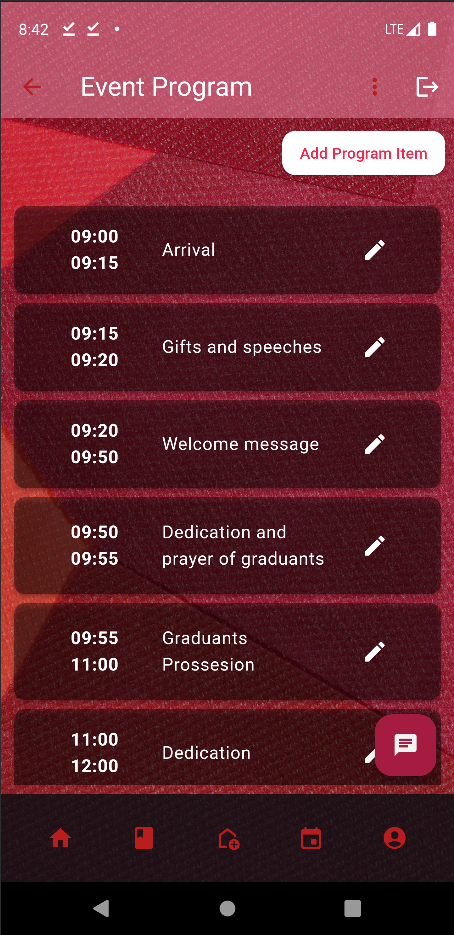 8:42
LTE
Event Program
Add Program Item
09:00
09:15
Arrival
09:15
09:20
Gifts and speeches
09:20
09:50
Welcome message
09:50
09:55
Dedication and
prayer of graduants
09:55
11:00
Graduants
Prossesion
11:00
12:00
Dedication